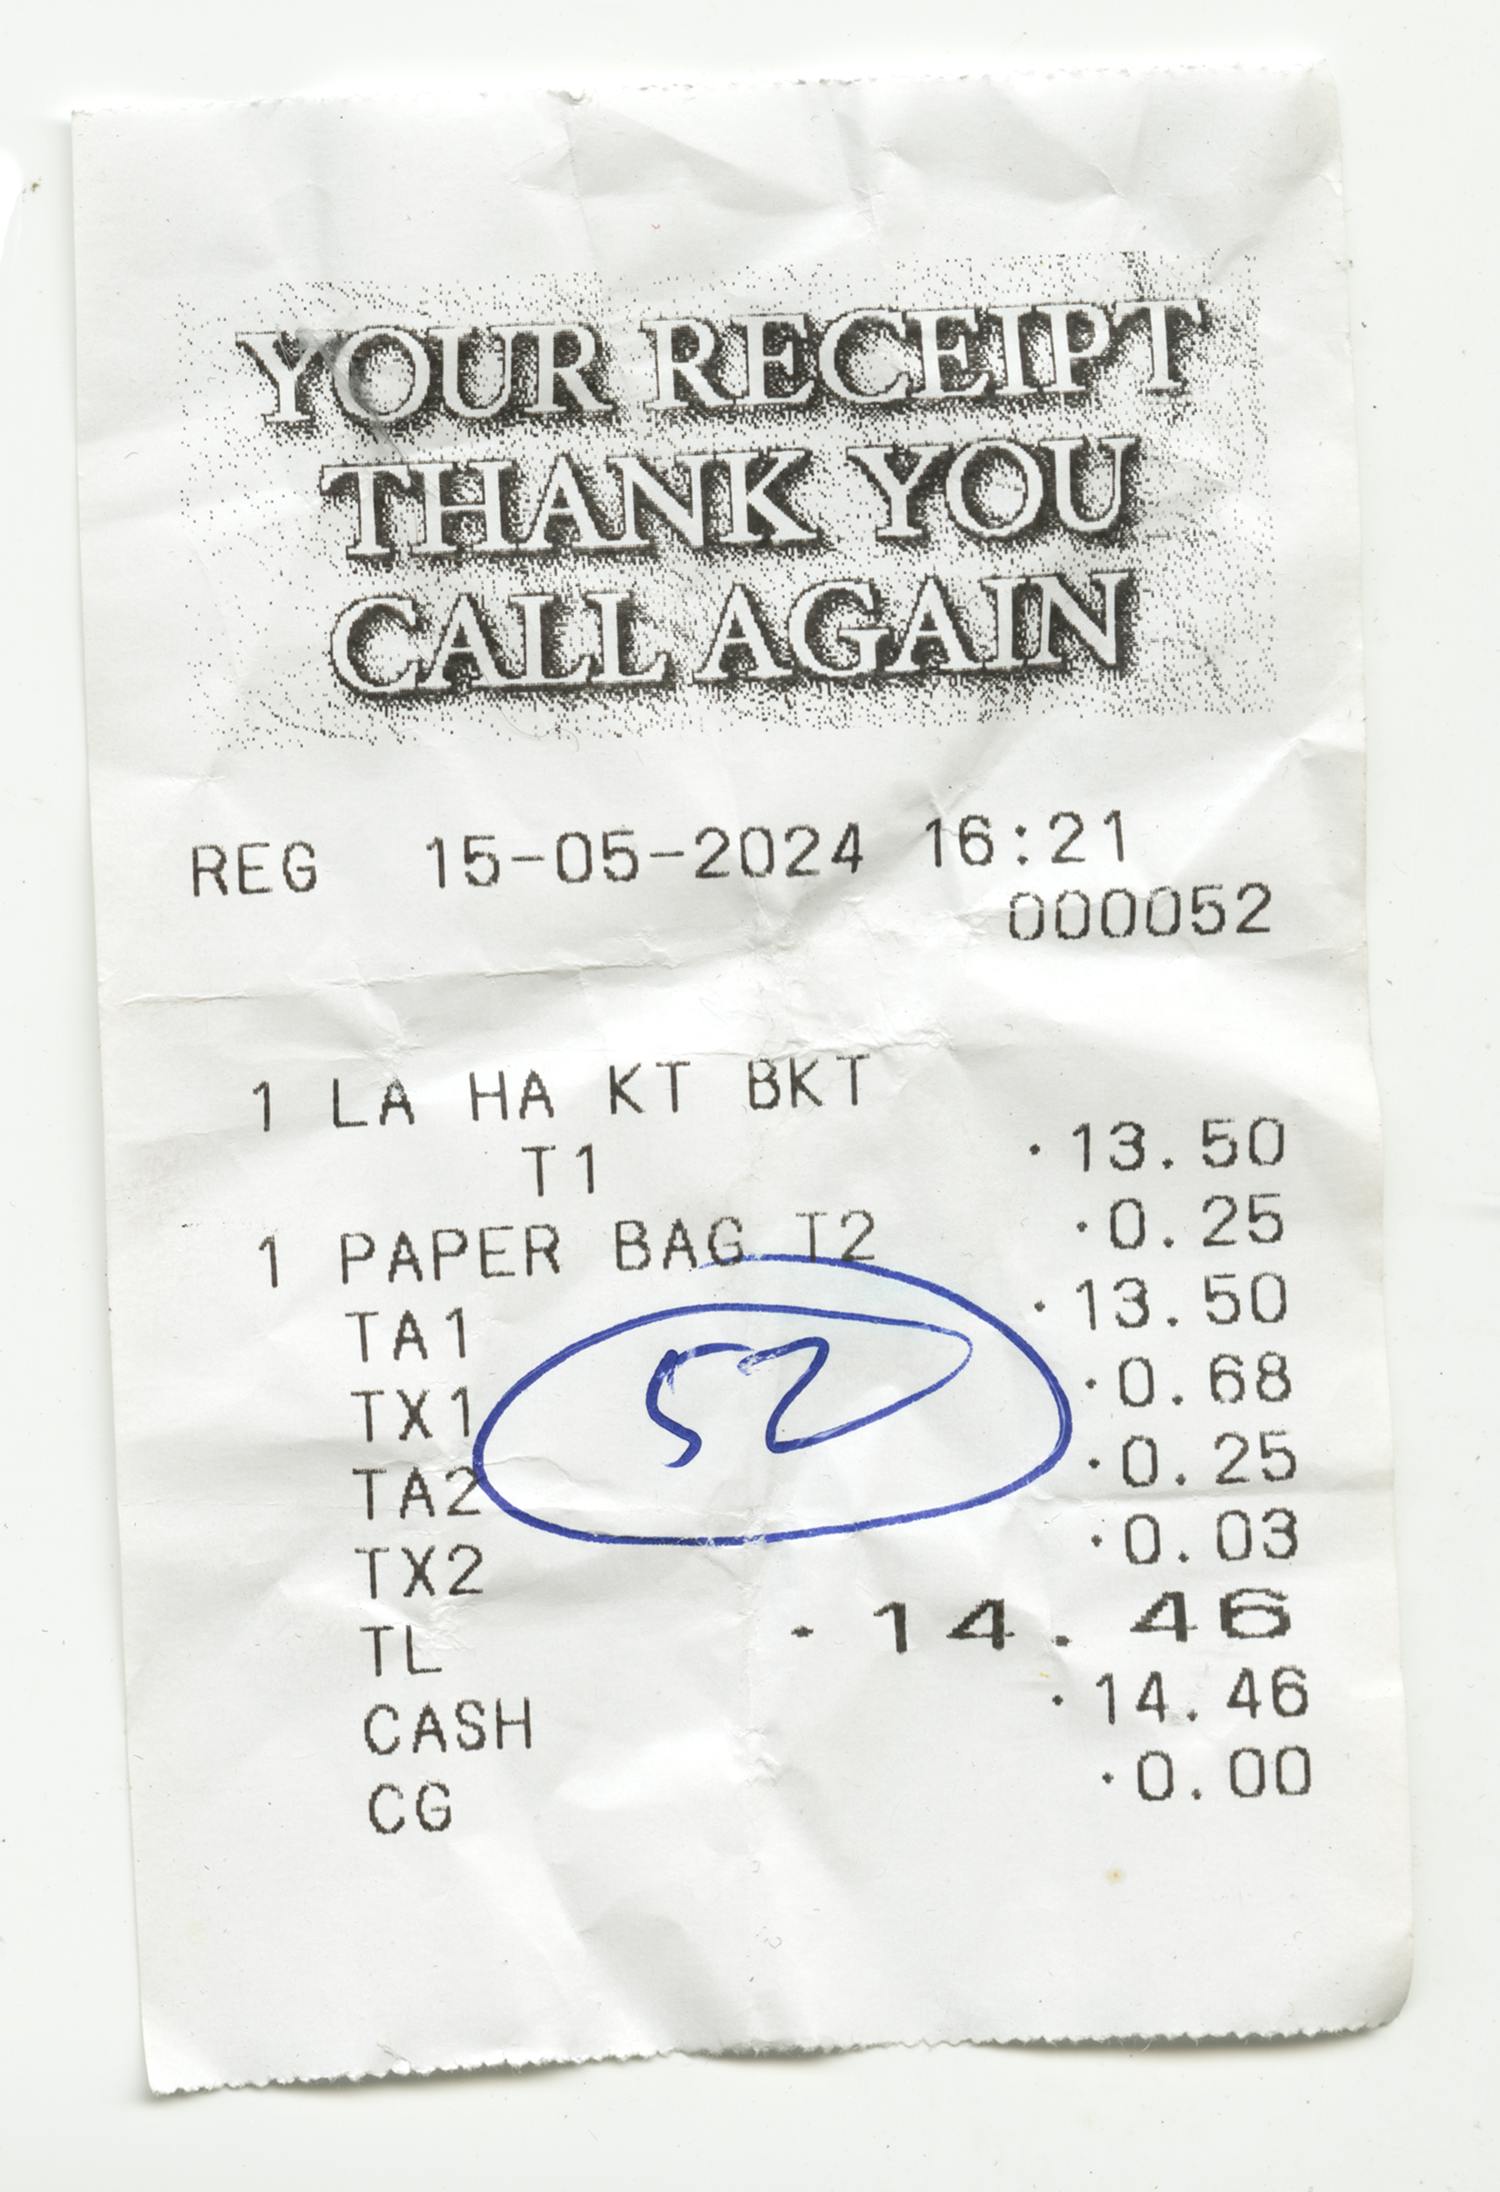 YOUR RECEIPT
THANK YOU
CALL AGAIN
REG 15-05-2024 16:21
000052
1 LA HA KT BKT
T1 ·13.50
1 PAPER BAG T2 ·0.25
TA1 ·13.50
TX1 ·0.68
52
TA2 ·0.25
TX2 ·0.03
TL ·14.46
CASH ·14.46
CG ·0.00